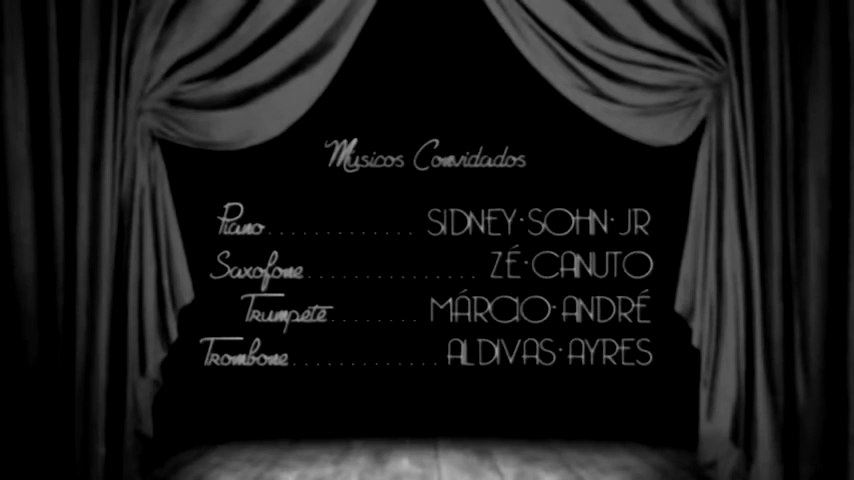 Músicos Convidados
Piano............. SIDNEY·SOHN·JR
Saxofone................ ZÉ·CANUTO
Trumpete........ MÁRCIO·ANDRÉ
Trombone............. ALDIVAS·AYRES